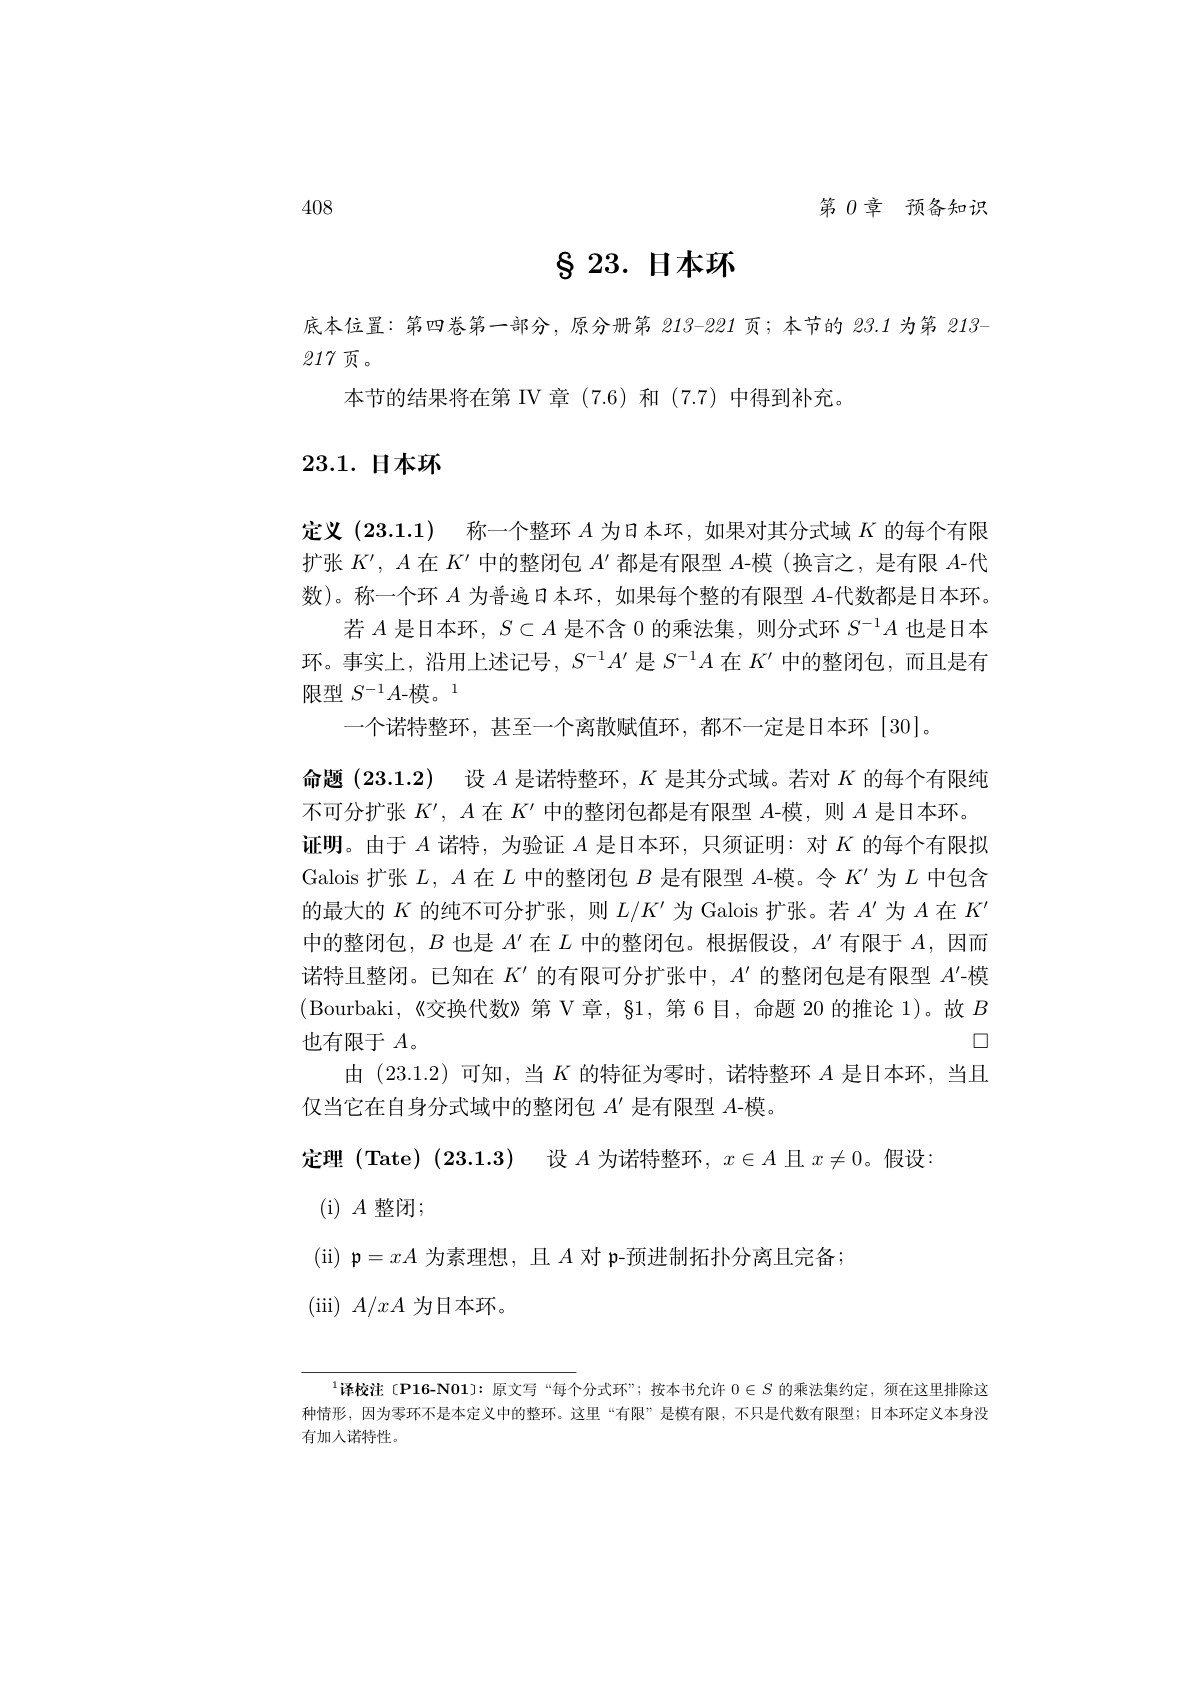 408 第 0 章 预备知识
§ 23. 日本环
底本位置：第四卷第一部分，原分册第 213–221 页；本节的 23.1 为第 213–
217 页。
本节的结果将在第 IV 章（7.6）和（7.7）中得到补充。
23.1. 日本环
定义（23.1.1） 称一个整环 A 为日本环，如果对其分式域 K 的每个有限
扩张 K′，A 在 K′ 中的整闭包 A′ 都是有限型 A-模（换言之，是有限 A-代
数）。称一个环 A 为普遍日本环，如果每个整的有限型 A-代数都是日本环。
若 A 是日本环，S ⊂ A 是不含 0 的乘法集，则分式环 S⁻¹A 也是日本
环。事实上，沿用上述记号，S⁻¹A′ 是 S⁻¹A 在 K′ 中的整闭包，而且是有
限型 S⁻¹A-模。¹
一个诺特整环，甚至一个离散赋值环，都不一定是日本环 [30]。
命题（23.1.2） 设 A 是诺特整环，K 是其分式域。若对 K 的每个有限纯
不可分扩张 K′，A 在 K′ 中的整闭包都是有限型 A-模，则 A 是日本环。
证明。由于 A 诺特，为验证 A 是日本环，只须证明：对 K 的每个有限拟
Galois 扩张 L，A 在 L 中的整闭包 B 是有限型 A-模。令 K′ 为 L 中包含
的最大的 K 的纯不可分扩张，则 L/K′ 为 Galois 扩张。若 A′ 为 A 在 K′
中的整闭包，B 也是 A′ 在 L 中的整闭包。根据假设，A′ 有限于 A，因而
诺特且整闭。已知在 K′ 的有限可分扩张中，A′ 的整闭包是有限型 A′-模
（Bourbaki，《交换代数》第 V 章，§1，第 6 目，命题 20 的推论 1）。故 B
也有限于 A。 □
由（23.1.2）可知，当 K 的特征为零时，诺特整环 A 是日本环，当且
仅当它在自身分式域中的整闭包 A′ 是有限型 A-模。
定理（Tate）（23.1.3） 设 A 为诺特整环，x ∈ A 且 x ≠ 0。假设：
(i) A 整闭；
(ii) 𝔭 = xA 为素理想，且 A 对 𝔭-预进制拓扑分离且完备；
(iii) A/xA 为日本环。
¹译校注〔P16-N01〕：原文写“每个分式环”；按本书允许 0 ∈ S 的乘法集约定，须在这里排除这
种情形，因为零环不是本定义中的整环。这里“有限”是模有限，不只是代数有限型；日本环定义本身没
有加入诺特性。